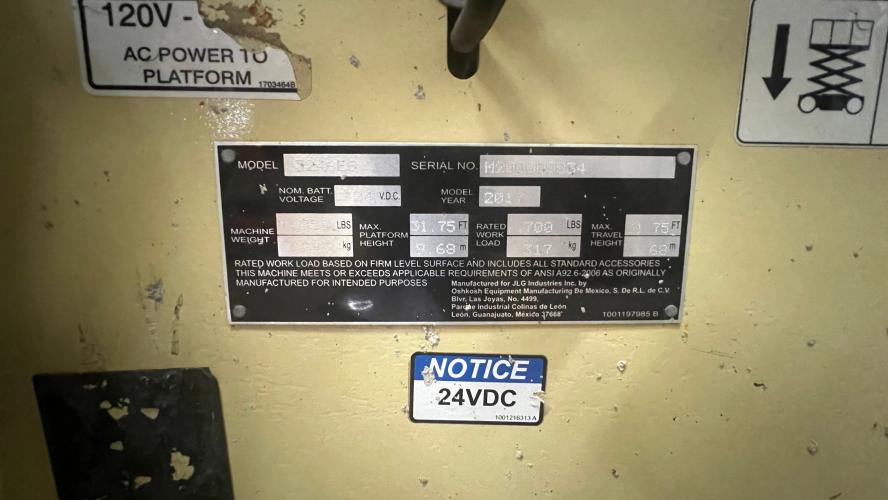 120V -
AC POWER TO
PLATFORM 1703464B
MODEL 3246ES SERIAL NO.
NOM. BATT. VOLTAGE V.D.C. MODEL YEAR 2017
MACHINE WEIGHT LBS kg
MAX. PLATFORM HEIGHT 31.75 FT 9.68 m
RATED WORK LOAD 700 LBS 317 kg
MAX. TRAVEL HEIGHT 75 FT 68 m
RATED WORK LOAD BASED ON FIRM LEVEL SURFACE AND INCLUDES ALL STANDARD ACCESSORIES
THIS MACHINE MEETS OR EXCEEDS APPLICABLE REQUIREMENTS OF ANSI A92.6-2006 AS ORIGINALLY
MANUFACTURED FOR INTENDED PURPOSES
Manufactured for JLG Industries Inc. by
Oshkosh Equipment Manufacturing De Mexico, S. De R.L. de C.V.
Blvr. Las Joyas, No. 4499,
Parque Industrial Colinas de León
León, Guanajuato, México 37668
1001197985 B
NOTICE
24VDC
1001216313 A